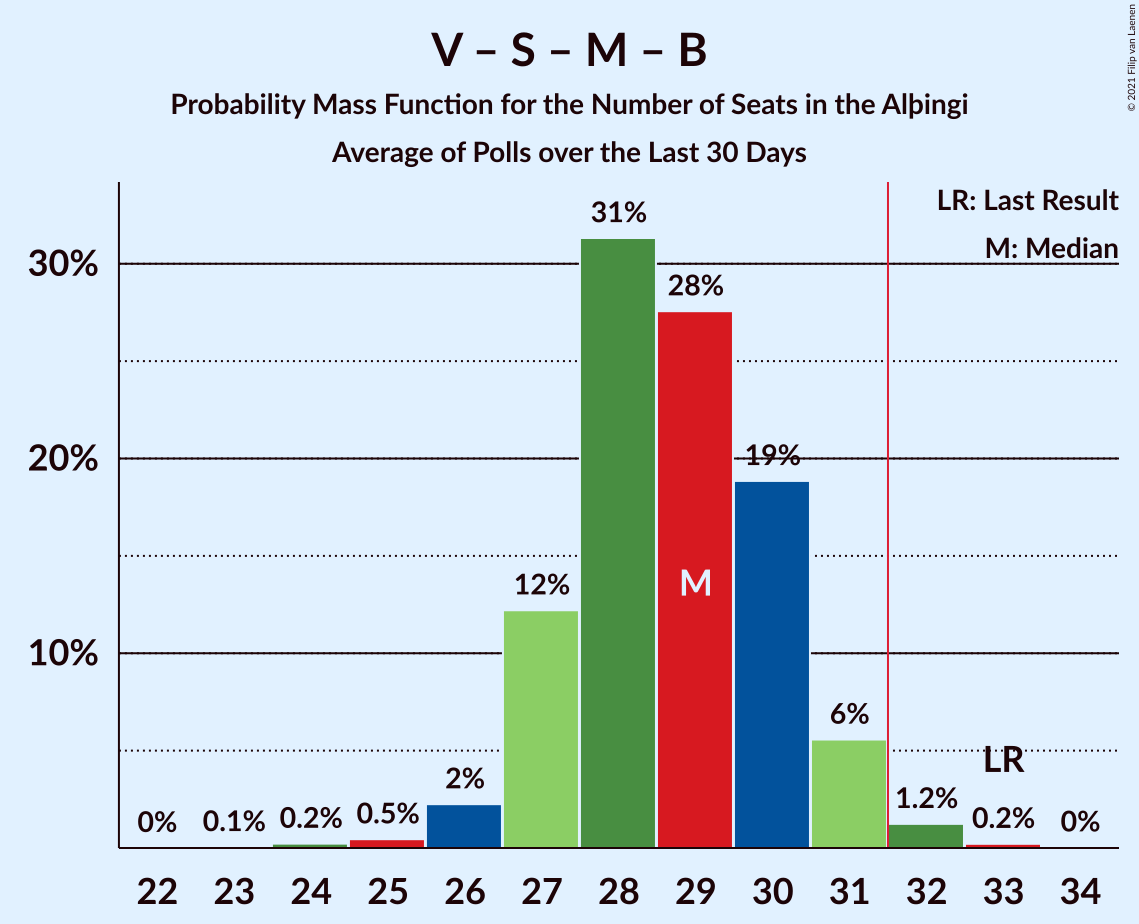 V – S – M – B
Probability Mass Function for the Number of Seats in the Alþingi
Average of Polls over the Last 30 Days
© 2021 Filip van Laenen
LR: Last Result
M: Median
30%
20%
10%
0%
0.1%
0.2%
0.5%
2%
12%
31%
28%
19%
6%
1.2%
0.2%
0%
M
LR
22 23 24 25 26 27 28 29 30 31 32 33 34